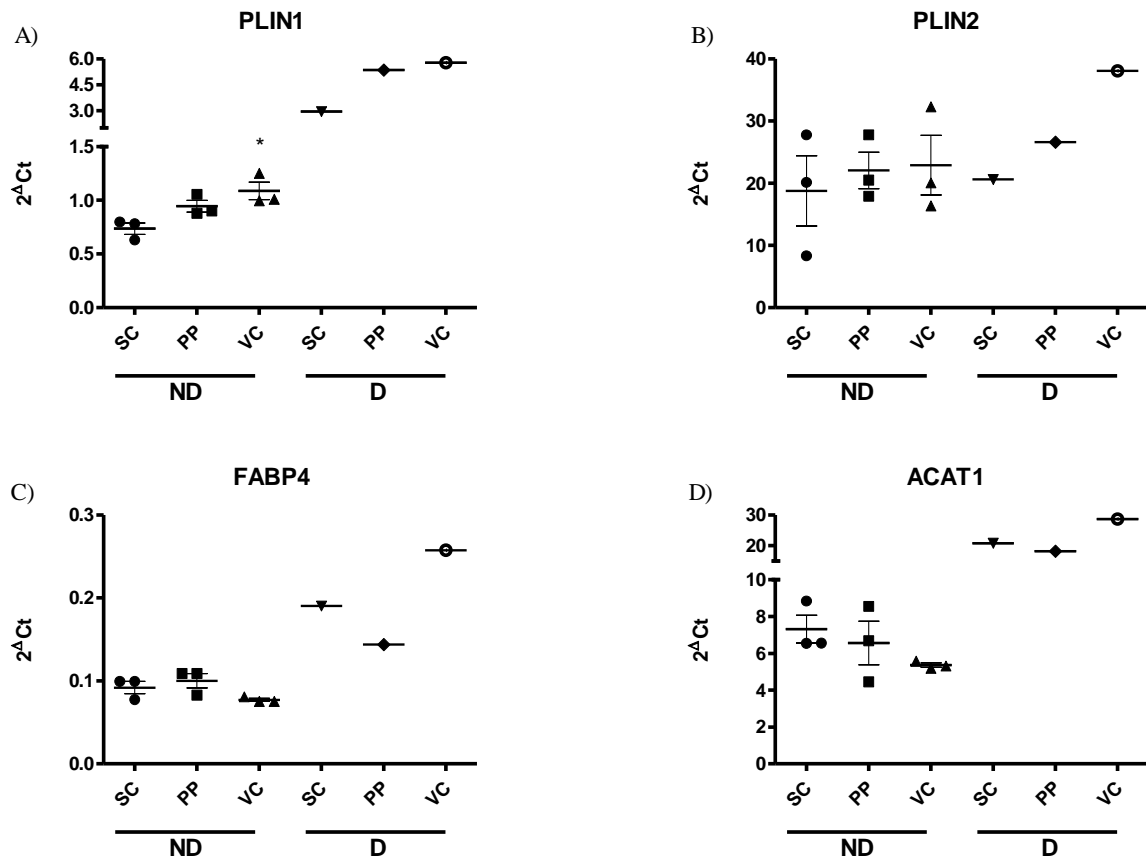 A)
PLIN1
2ΔCt
6.0
4.5
3.0
1.5
1.0
0.5
0.0
*
SC
PP
VC
SC
PP
VC
ND
D
B)
PLIN2
2ΔCt
40
30
20
10
0
SC
PP
VC
SC
PP
VC
ND
D
C)
FABP4
2ΔCt
0.3
0.2
0.1
0.0
SC
PP
VC
SC
PP
VC
ND
D
D)
ACAT1
2ΔCt
30
20
10
8
6
4
2
0
SC
PP
VC
SC
PP
VC
ND
D